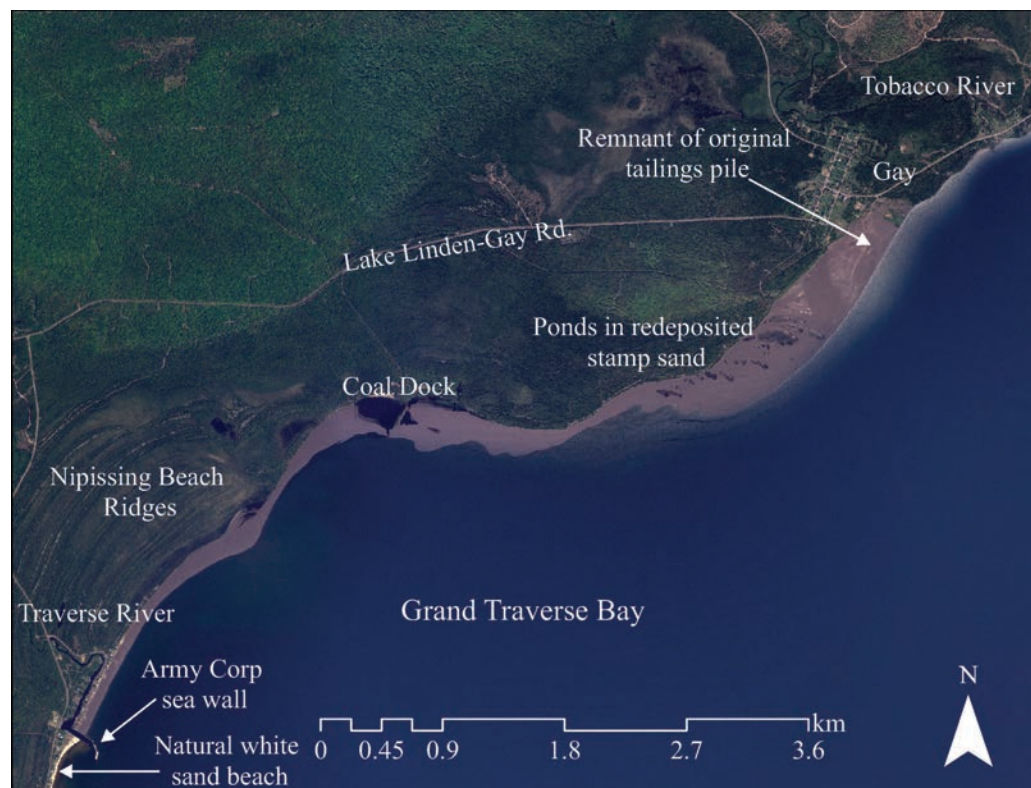 Tobacco River
Remnant of original
tailings pile
Gay
Lake Linden-Gay Rd.
Ponds in redeposited
stamp sand
Coal Dock
Nipissing Beach
Ridges
Traverse River
Grand Traverse Bay
Army Corp
sea wall
Natural white
sand beach
N
km
0 0.45 0.9 1.8 2.7 3.6